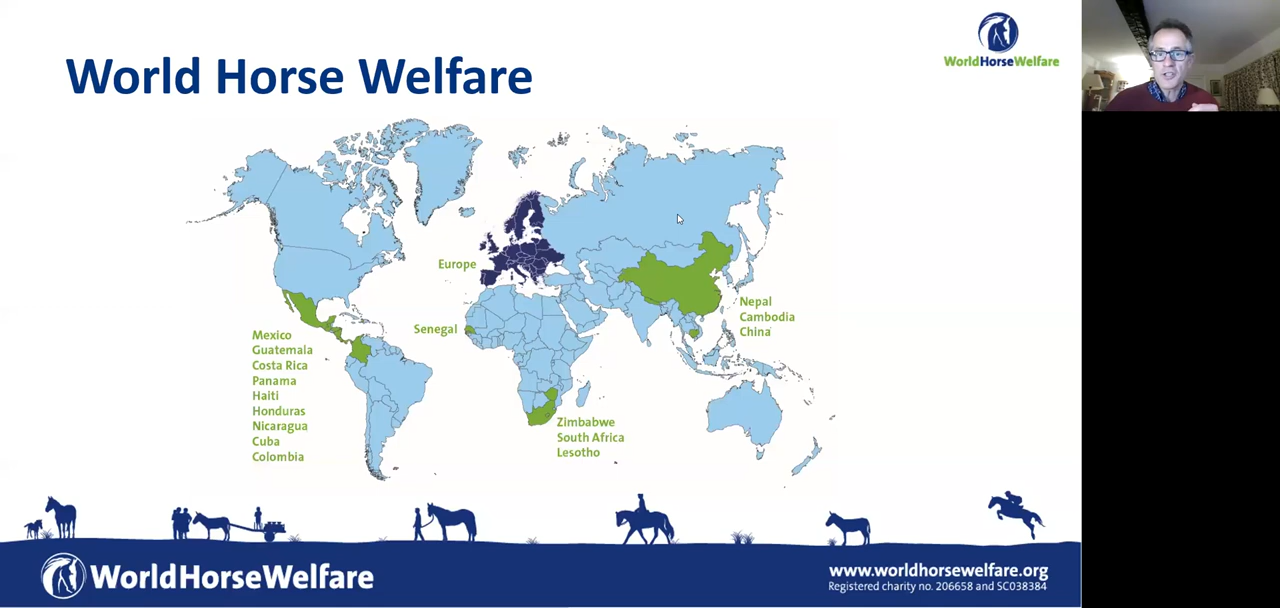 World Horse Welfare
WorldHorseWelfare
Europe
Senegal
Mexico
Guatemala
Costa Rica
Panama
Haiti
Honduras
Nicaragua
Cuba
Colombia
Nepal
Cambodia
China
Zimbabwe
South Africa
Lesotho
WorldHorseWelfare
www.worldhorsewelfare.org
Registered charity no. 206658 and SC038384